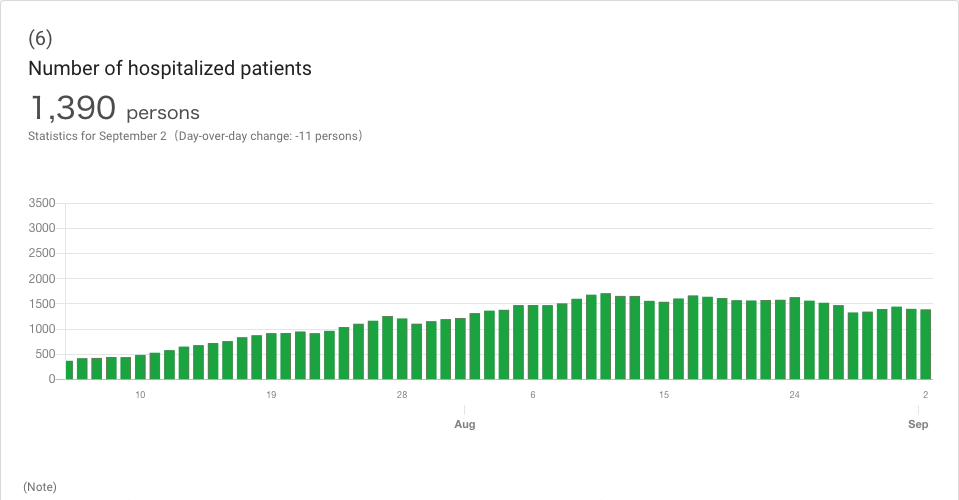 (6)
Number of hospitalized patients
1,390 persons
Statistics for September 2（Day-over-day change: -11 persons）
3500
3000
2500
2000
1500
1000
500
0
10 19 28 6 15 24 2
Aug Sep
(Note)